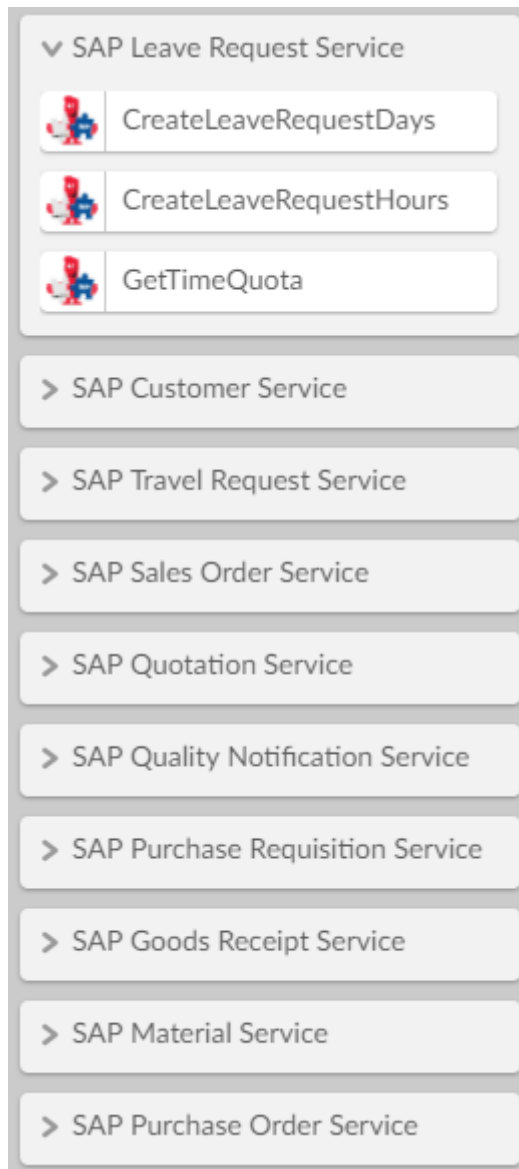 SAP Leave Request Service
CreateLeaveRequestDays
CreateLeaveRequestHours
GetTimeQuota
SAP Customer Service
SAP Travel Request Service
SAP Sales Order Service
SAP Quotation Service
SAP Quality Notification Service
SAP Purchase Requisition Service
SAP Goods Receipt Service
SAP Material Service
SAP Purchase Order Service